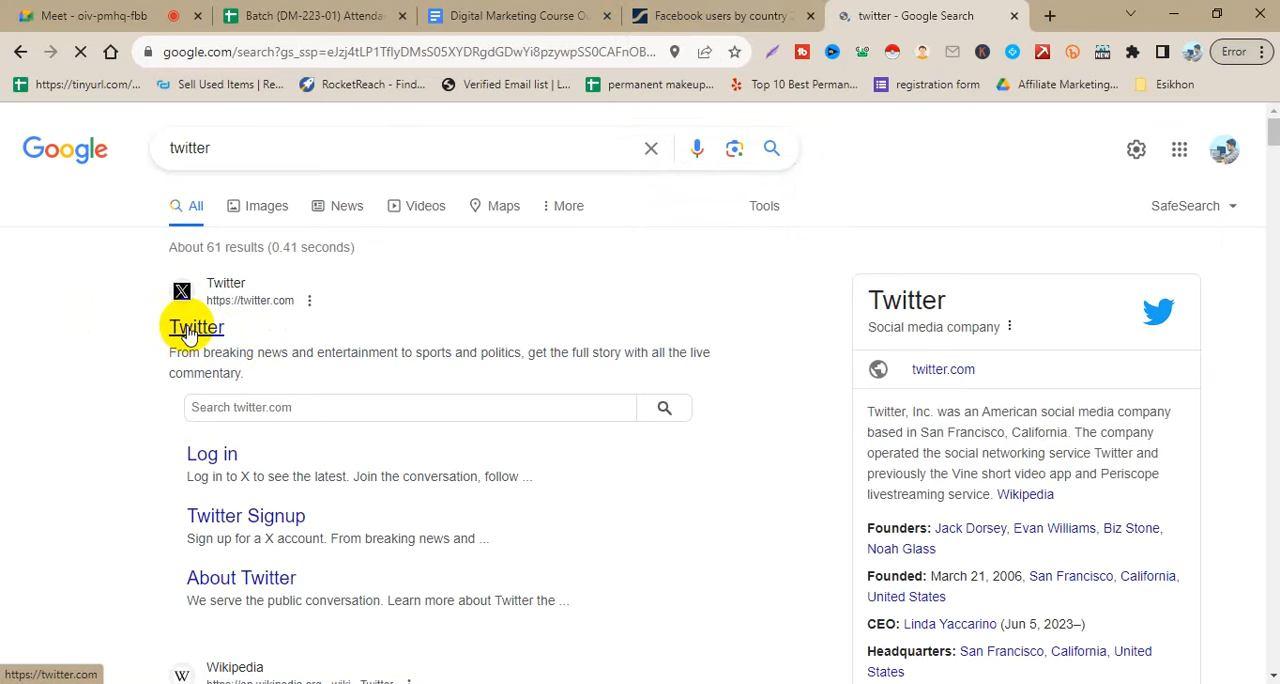 Meet - oiv-pmhq-fbb
Batch (DM-223-01) Attenda
Digital Marketing Course O
Facebook users by country 2
twitter - Google Search
google.com/search?gs_ssp=eJzj4tLP1TflyDMsS05XYDRgdGDwYi8pzywpSS0CAFnOB...
Error
https://tinyurl.com/...
Sell Used Items | Re...
RocketReach - Find...
Verified Email list | L...
permanent makeup...
Top 10 Best Perman...
registration form
Affiliate Marketing...
Esikhon
Google
twitter
All
Images
News
Videos
Maps
More
Tools
SafeSearch
About 61 results (0.41 seconds)
Twitter
https://twitter.com
Twitter
From breaking news and entertainment to sports and politics, get the full story with all the live
commentary.
Search twitter.com
Log in
Log in to X to see the latest. Join the conversation, follow ...
Twitter Signup
Sign up for a X account. From breaking news and ...
About Twitter
We serve the public conversation. Learn more about Twitter the ...
Wikipedia
Twitter
Social media company
twitter.com
Twitter, Inc. was an American social media company
based in San Francisco, California. The company
operated the social networking service Twitter and
previously the Vine short video app and Periscope
livestreaming service. Wikipedia
Founders: Jack Dorsey, Evan Williams, Biz Stone,
Noah Glass
Founded: March 21, 2006, San Francisco, California,
United States
CEO: Linda Yaccarino (Jun 5, 2023–)
Headquarters: San Francisco, California, United
States
https://twitter.com